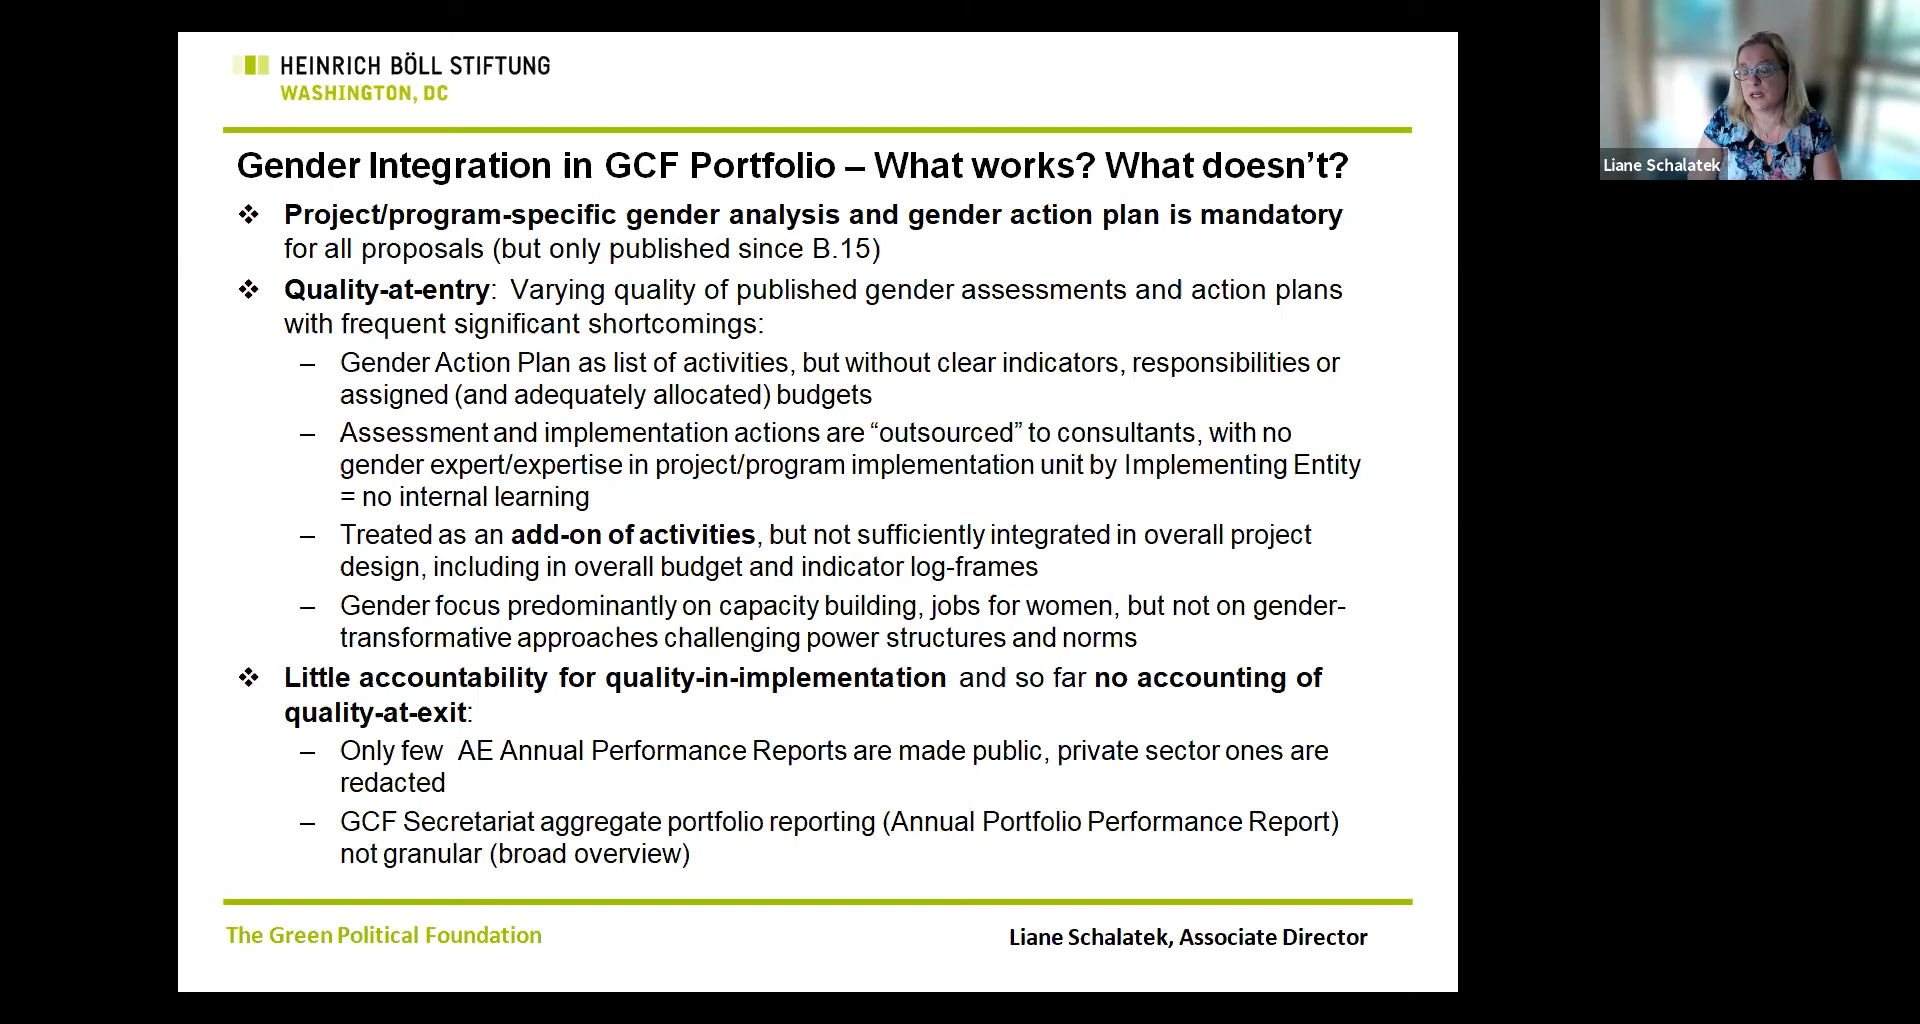 HEINRICH BÖLL STIFTUNG
WASHINGTON, DC
Gender Integration in GCF Portfolio – What works? What doesn’t?
❖ Project/program-specific gender analysis and gender action plan is mandatory
for all proposals (but only published since B.15)
❖ Quality-at-entry: Varying quality of published gender assessments and action plans
with frequent significant shortcomings:
– Gender Action Plan as list of activities, but without clear indicators, responsibilities or
assigned (and adequately allocated) budgets
– Assessment and implementation actions are “outsourced” to consultants, with no
gender expert/expertise in project/program implementation unit by Implementing Entity
= no internal learning
– Treated as an add-on of activities, but not sufficiently integrated in overall project
design, including in overall budget and indicator log-frames
– Gender focus predominantly on capacity building, jobs for women, but not on gender-
transformative approaches challenging power structures and norms
❖ Little accountability for quality-in-implementation and so far no accounting of
quality-at-exit:
– Only few AE Annual Performance Reports are made public, private sector ones are
redacted
– GCF Secretariat aggregate portfolio reporting (Annual Portfolio Performance Report)
not granular (broad overview)
The Green Political Foundation
Liane Schalatek, Associate Director
Liane Schalatek